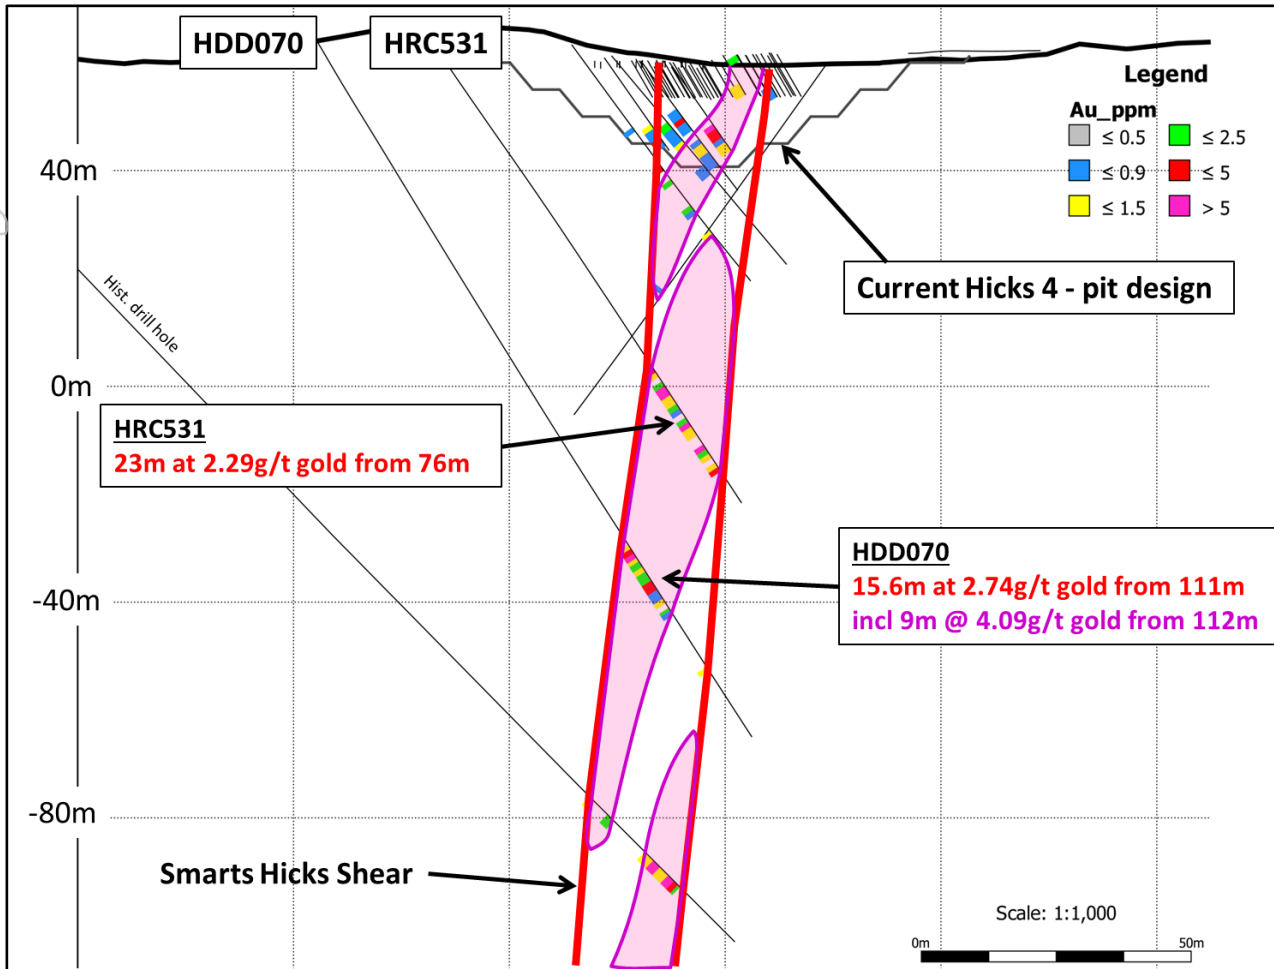 HDD070
HRC531
Legend
Au_ppm
≤ 0.5
≤ 2.5
≤ 0.9
≤ 5
≤ 1.5
> 5
40m
Current Hicks 4 - pit design
Hist. drill hole
0m
HRC531
23m at 2.29g/t gold from 76m
HDD070
15.6m at 2.74g/t gold from 111m
incl 9m @ 4.09g/t gold from 112m
-40m
-80m
Smarts Hicks Shear
Scale: 1:1,000
0m
50m